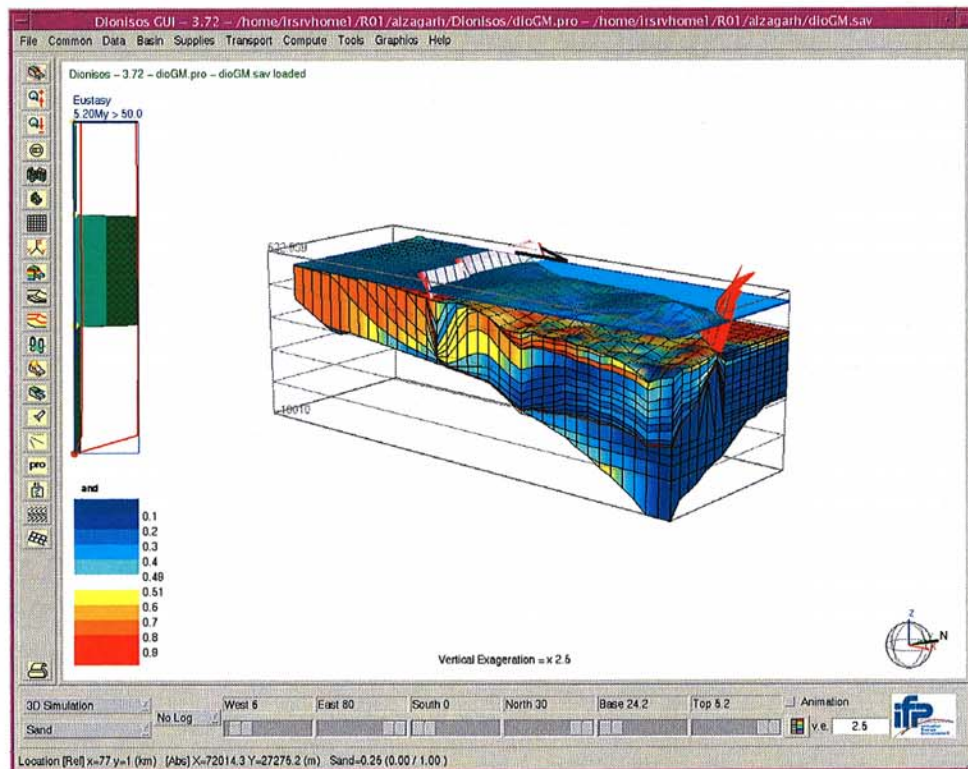 Dionisos GUI – 3.72 – /home/irsrvhome1/R01/alzagarh/Dionisos/dioGM.pro – /home/irsrvhome1/R01/alzagarh/dioGM.sav
File Common Data Basin Supplies Transport Compute Tools Graphics Help
Dionisos – 3.72 – dioGM.pro – dioGM.sav loaded
Eustasy
5.20My > 50.0
-10010
pro
and
0.1
0.2
0.3
0.4
0.49
0.51
0.6
0.7
0.8
0.9
Z
N
Vertical Exageration = x 2.5
3D Simulation
Sand
No Log
West 6 East 80 South 0 North 30 Base 24.2 Top 5.2
Animation
v.e. 2.5
ifp
Location [Rel] x=77 y=1 (km) [Abs] X=72014.3 Y=27275.2 (m) Sand=0.25 (0.00 / 1.00 )